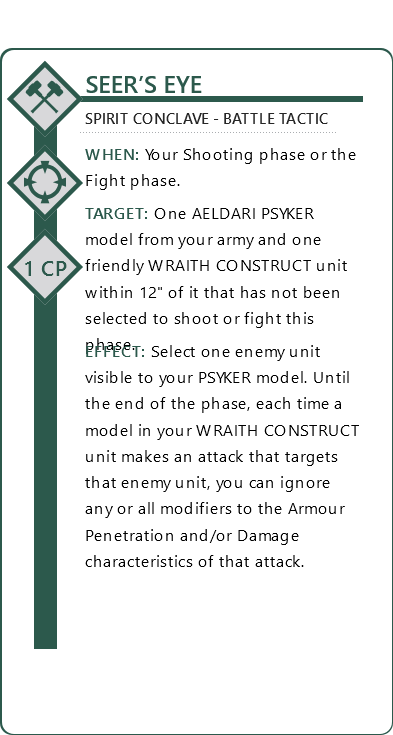 SEER'S EYE
SPIRIT CONCLAVE - BATTLE TACTIC
WHEN: Your Shooting phase or the
Fight phase.
TARGET: One AELDARI PSYKER
model from your army and one
1 CP
friendly WRAITH CONSTRUCT unit
within 12" of it that has not been
selected to shoot or fight this
phase.
EFFECT: Select one enemy unit
visible to your PSYKER model. Until
the end of the phase, each time a
model in your WRAITH CONSTRUCT
unit makes an attack that targets
that enemy unit, you can ignore
any or all modifiers to the Armour
Penetration and/or Damage
characteristics of that attack.